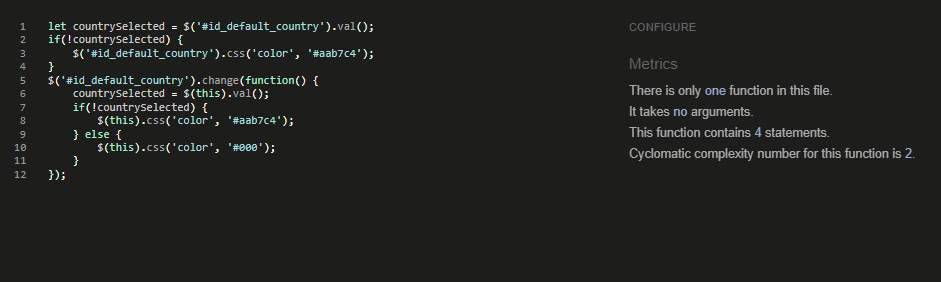 1 let countrySelected = $('#id_default_country').val();
2 if(!countrySelected) {
3 $('#id_default_country').css('color', '#aab7c4');
4 }
5 $('#id_default_country').change(function() {
6 countrySelected = $(this).val();
7 if(!countrySelected) {
8 $(this).css('color', '#aab7c4');
9 } else {
10 $(this).css('color', '#000');
11 }
12 });
CONFIGURE
Metrics
There is only one function in this file.
It takes no arguments.
This function contains 4 statements.
Cyclomatic complexity number for this function is 2.